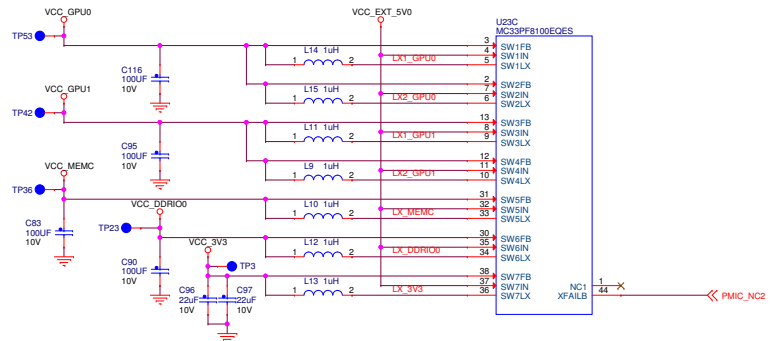 VCC_GPU0
VCC_EXT_5V0
U23C
MC33PF8100EQES
TP53
C116
100UF
10V
L14 1uH
1 2
LX1_GPU0
3 SW1FB
4 SW1IN
5 SW1LX
L15 1uH
1 2
LX2_GPU0
2 SW2FB
7 SW2IN
6 SW2LX
VCC_GPU1
TP42
C95
100UF
10V
L11 1uH
1 2
LX1_GPU1
13 SW3FB
8 SW3IN
9 SW3LX
L9 1uH
1 2
LX2_GPU1
12 SW4FB
11 SW4IN
10 SW4LX
VCC_MEMC
TP36
C83
100UF
10V
L10 1uH
1 2
LX_MEMC
31 SW5FB
32 SW5IN
33 SW5LX
VCC_DDRIO0
TP23
C90
100UF
10V
L12 1uH
1 2
LX_DDRIO0
30 SW6FB
35 SW6IN
34 SW6LX
VCC_3V3
TP3
C96
22uF
10V
C97
22uF
10V
L13 1uH
1 2
LX_3V3
38 SW7FB
37 SW7IN
36 SW7LX
NC1 1
XFAILB 44
PMIC_NC2